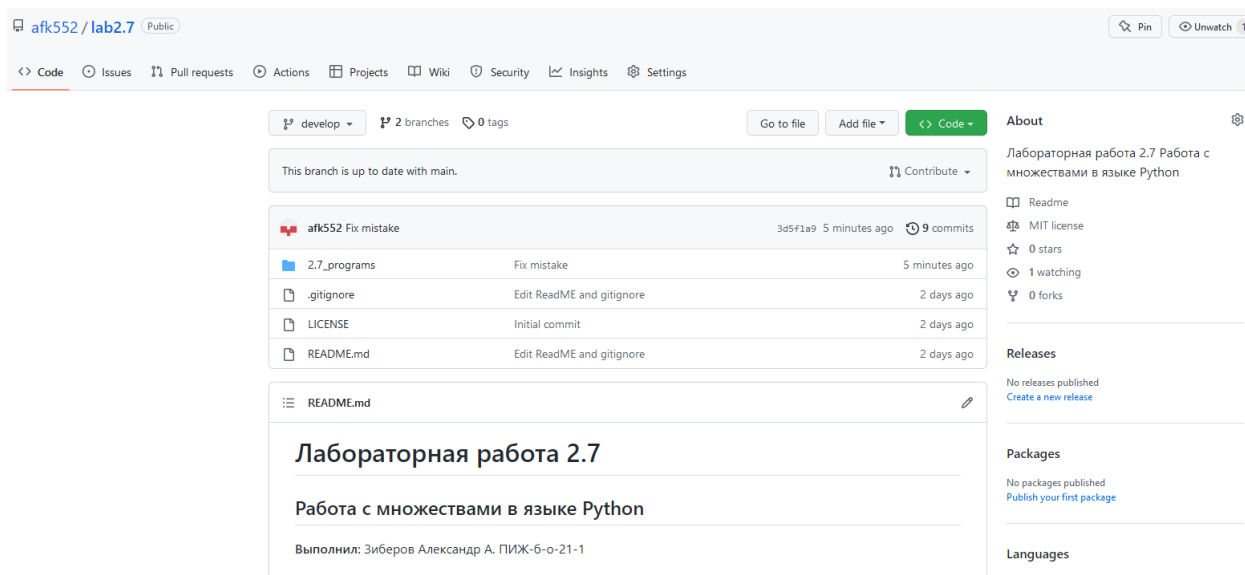 afk552 / lab2.7 Public
Pin
Unwatch 1
Code Issues Pull requests Actions Projects Wiki Security Insights Settings
develop 2 branches 0 tags
Go to file Add file Code
This branch is up to date with main.
Contribute
afk552 Fix mistake 3d5f1a9 5 minutes ago 9 commits
2.7_programs Fix mistake 5 minutes ago
.gitignore Edit ReadME and gitignore 2 days ago
LICENSE Initial commit 2 days ago
README.md Edit ReadME and gitignore 2 days ago
README.md
Лабораторная работа 2.7
Работа с множествами в языке Python
Выполнил: Зиберов Александр А. ПИЖ-б-о-21-1
About
Лабораторная работа 2.7 Работа с
множествами в языке Python
Readme
MIT license
0 stars
1 watching
0 forks
Releases
No releases published
Create a new release
Packages
No packages published
Publish your first package
Languages